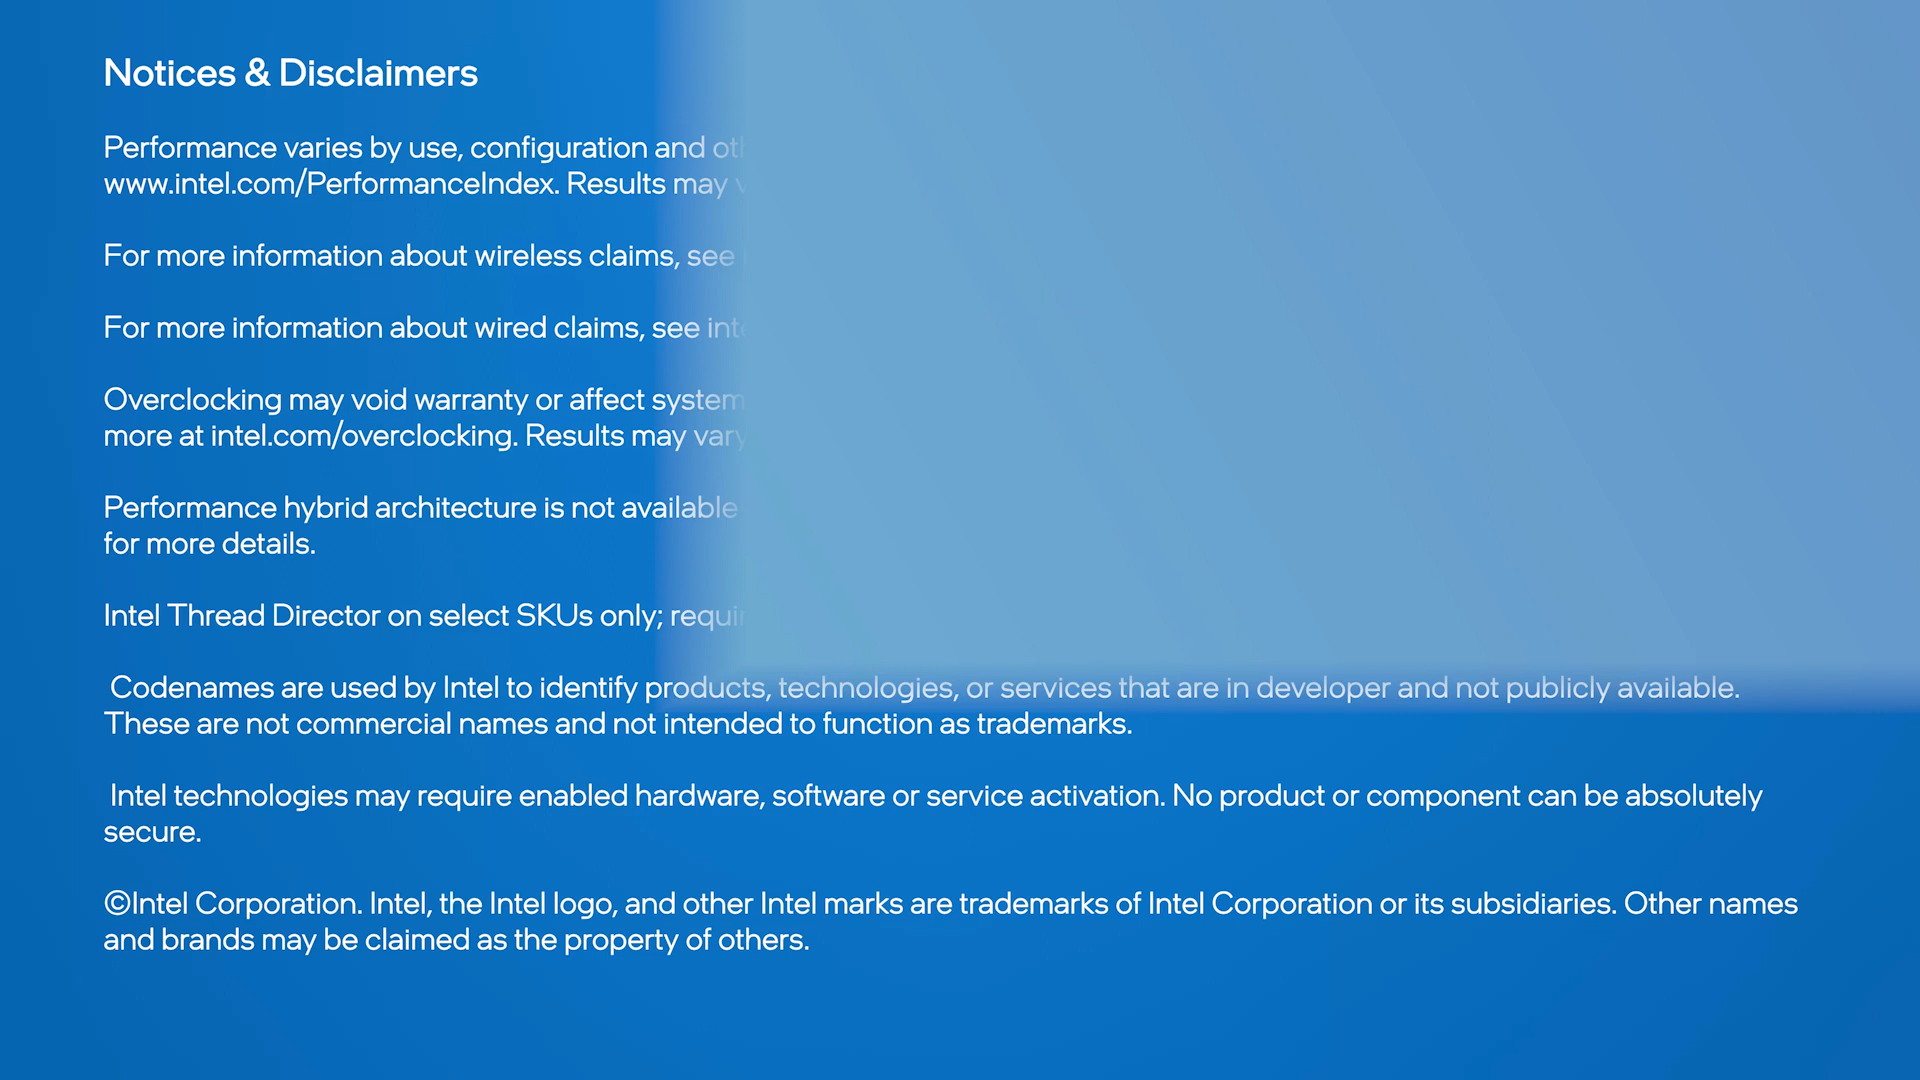 Notices & Disclaimers
Performance varies by use, configuration and
www.intel.com/PerformanceIndex. Results may
For more information about wireless claims, see
For more information about wired claims, see
Overclocking may void warranty or affect system
more at intel.com/overclocking. Results may vary
Performance hybrid architecture is not available
for more details.
Intel Thread Director on select SKUs only;
Codenames are used by Intel to identify products, technologies, or services that are in developer and not publicly available.
These are not commercial names and not intended to function as trademarks.
Intel technologies may require enabled hardware, software or service activation. No product or component can be absolutely
secure.
©Intel Corporation. Intel, the Intel logo, and other Intel marks are trademarks of Intel Corporation or its subsidiaries. Other names
and brands may be claimed as the property of others.